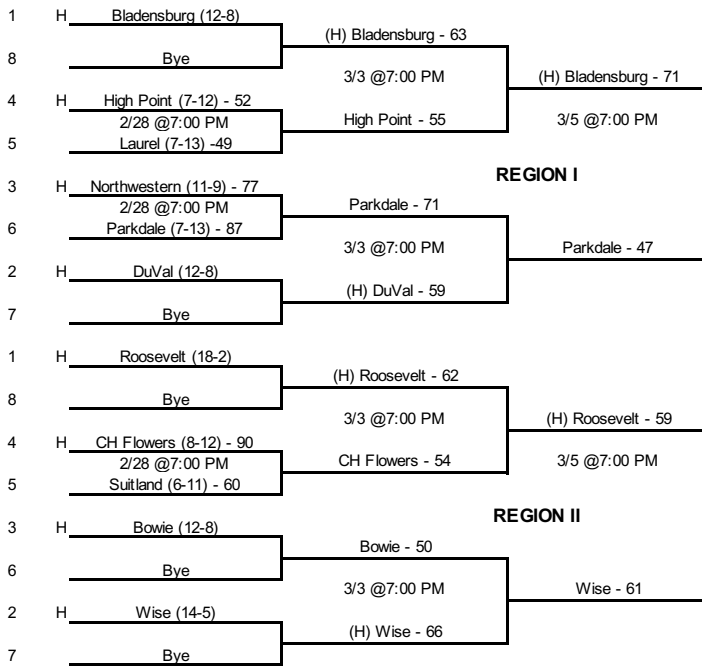 1 H Bladensburg (12-8)
(H) Bladensburg - 63
8 Bye
3/3 @7:00 PM
(H) Bladensburg - 71
4 H High Point (7-12) - 52
2/28 @7:00 PM
High Point - 55
3/5 @7:00 PM
5 Laurel (7-13) -49
REGION I
3 H Northwestern (11-9) - 77
2/28 @7:00 PM
Parkdale - 71
6 Parkdale (7-13) - 87
3/3 @7:00 PM
Parkdale - 47
2 H DuVal (12-8)
(H) DuVal - 59
7 Bye
1 H Roosevelt (18-2)
(H) Roosevelt - 62
8 Bye
3/3 @7:00 PM
(H) Roosevelt - 59
4 H CH Flowers (8-12) - 90
2/28 @7:00 PM
CH Flowers - 54
3/5 @7:00 PM
5 Suitland (6-11) - 60
REGION II
3 H Bowie (12-8)
Bowie - 50
6 Bye
3/3 @7:00 PM
Wise - 61
2 H Wise (14-5)
(H) Wise - 66
7 Bye